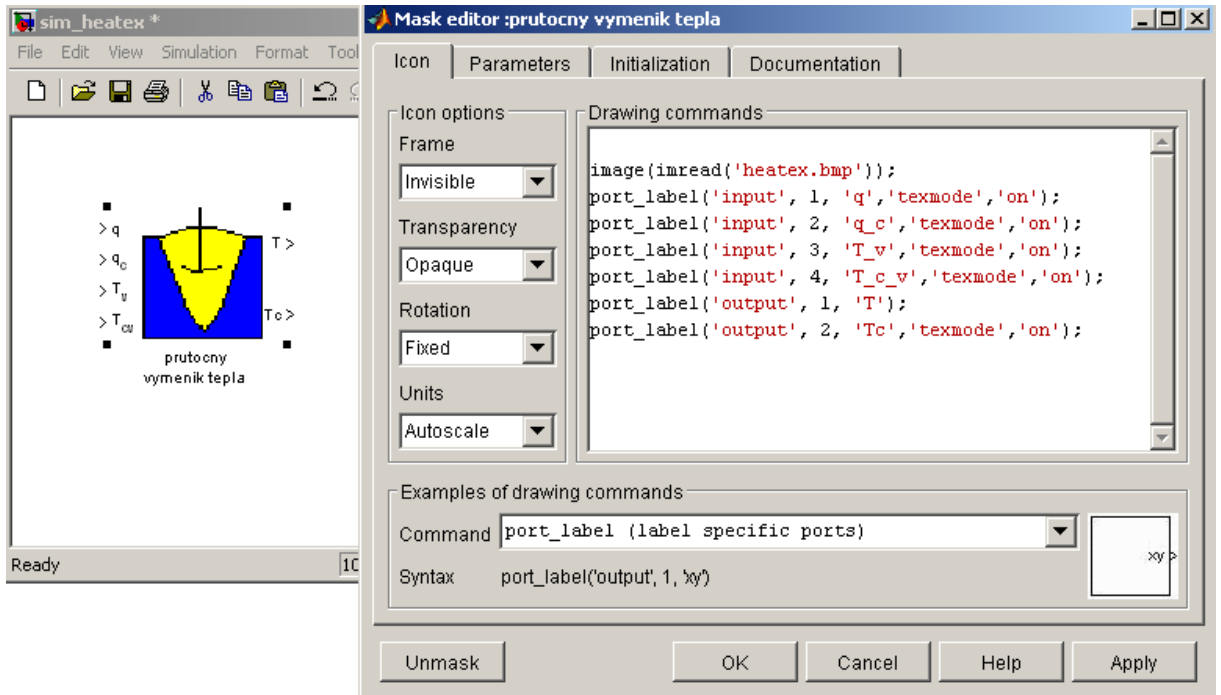 sim_heatex *
File Edit View Simulation Format Tool
> q
> q_c
> T_v
> T_cv
T >
Tc >
prutocny
vymenik tepla
Ready
10
Mask editor :prutocny vymenik tepla
Icon Parameters Initialization Documentation
Icon options
Frame
Invisible
Transparency
Opaque
Rotation
Fixed
Units
Autoscale
Drawing commands
image(imread('heatex.bmp'));
port_label('input', 1, 'q','texmode','on');
port_label('input', 2, 'q_c','texmode','on');
port_label('input', 3, 'T_v','texmode','on');
port_label('input', 4, 'T_c_v','texmode','on');
port_label('output', 1, 'T');
port_label('output', 2, 'Tc','texmode','on');
Examples of drawing commands
Command port_label (label specific ports)
Syntax port_label('output', 1, 'xy')
xy >
Unmask OK Cancel Help Apply